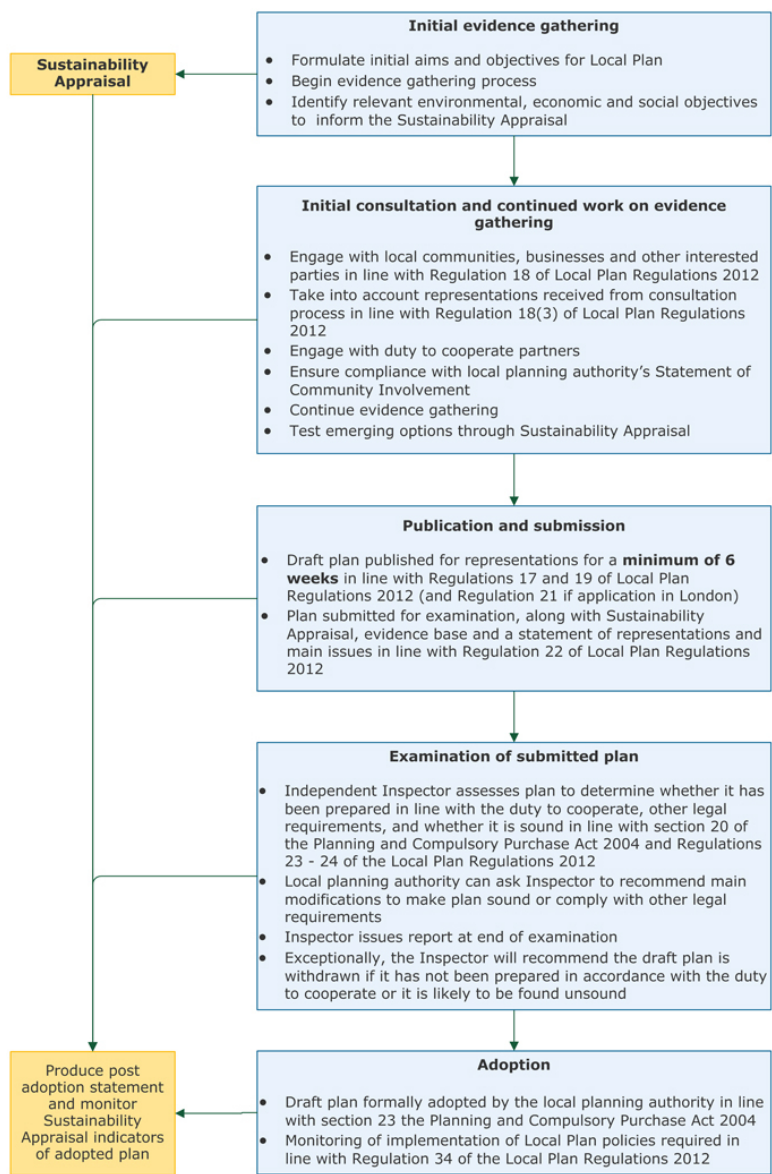 Initial evidence gathering
• Formulate initial aims and objectives for Local Plan
• Begin evidence gathering process
• Identify relevant environmental, economic and social objectives
to inform the Sustainability Appraisal
Sustainability
Appraisal
Initial consultation and continued work on evidence
gathering
• Engage with local communities, businesses and other interested
parties in line with Regulation 18 of Local Plan Regulations 2012
• Take into account representations received from consultation
process in line with Regulation 18(3) of Local Plan Regulations
2012
• Engage with duty to cooperate partners
• Ensure compliance with local planning authority's Statement of
Community Involvement
• Continue evidence gathering
• Test emerging options through Sustainability Appraisal
Publication and submission
• Draft plan published for representations for a minimum of 6
weeks in line with Regulations 17 and 19 of Local Plan
Regulations 2012 (and Regulation 21 if application in London)
• Plan submitted for examination, along with Sustainability
Appraisal, evidence base and a statement of representations and
main issues in line with Regulation 22 of Local Plan Regulations
2012
Examination of submitted plan
• Independent Inspector assesses plan to determine whether it has
been prepared in line with the duty to cooperate, other legal
requirements, and whether it is sound in line with section 20 of
the Planning and Compulsory Purchase Act 2004 and Regulations
23 - 24 of the Local Plan Regulations 2012
• Local planning authority can ask Inspector to recommend main
modifications to make plan sound or comply with other legal
requirements
• Inspector issues report at end of examination
• Exceptionally, the Inspector will recommend the draft plan is
withdrawn if it has not been prepared in accordance with the duty
to cooperate or it is likely to be found unsound
Adoption
• Draft plan formally adopted by the local planning authority in line
with section 23 the Planning and Compulsory Purchase Act 2004
• Monitoring of implementation of Local Plan policies required in
line with Regulation 34 of the Local Plan Regulations 2012
Produce post
adoption statement
and monitor
Sustainability
Appraisal indicators
of adopted plan